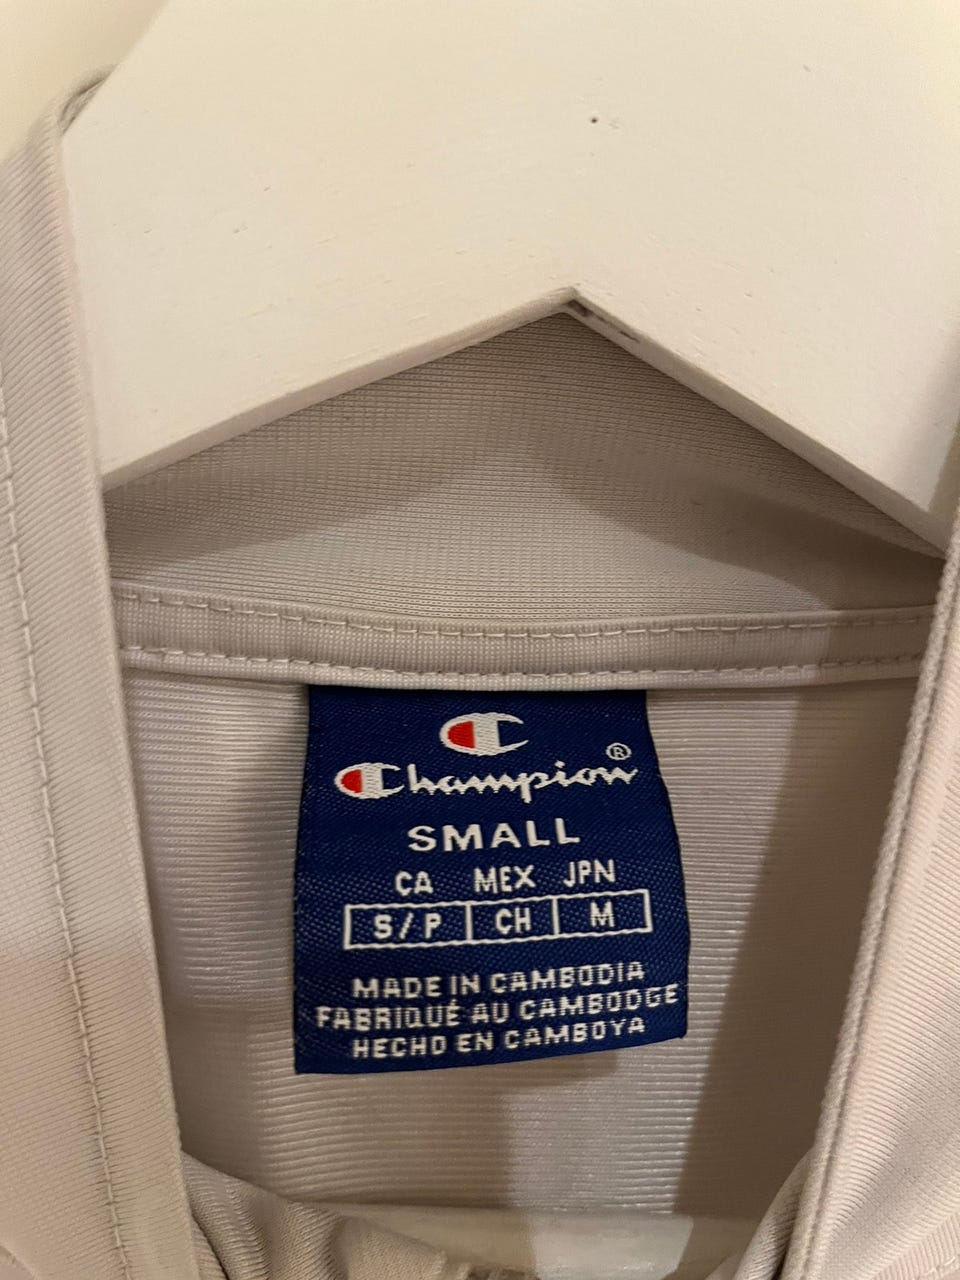 Champion®
SMALL
CA MEX JPN
S/P CH M
MADE IN CAMBODIA
FABRIQUÉ AU CAMBODGE
HECHO EN CAMBOYA